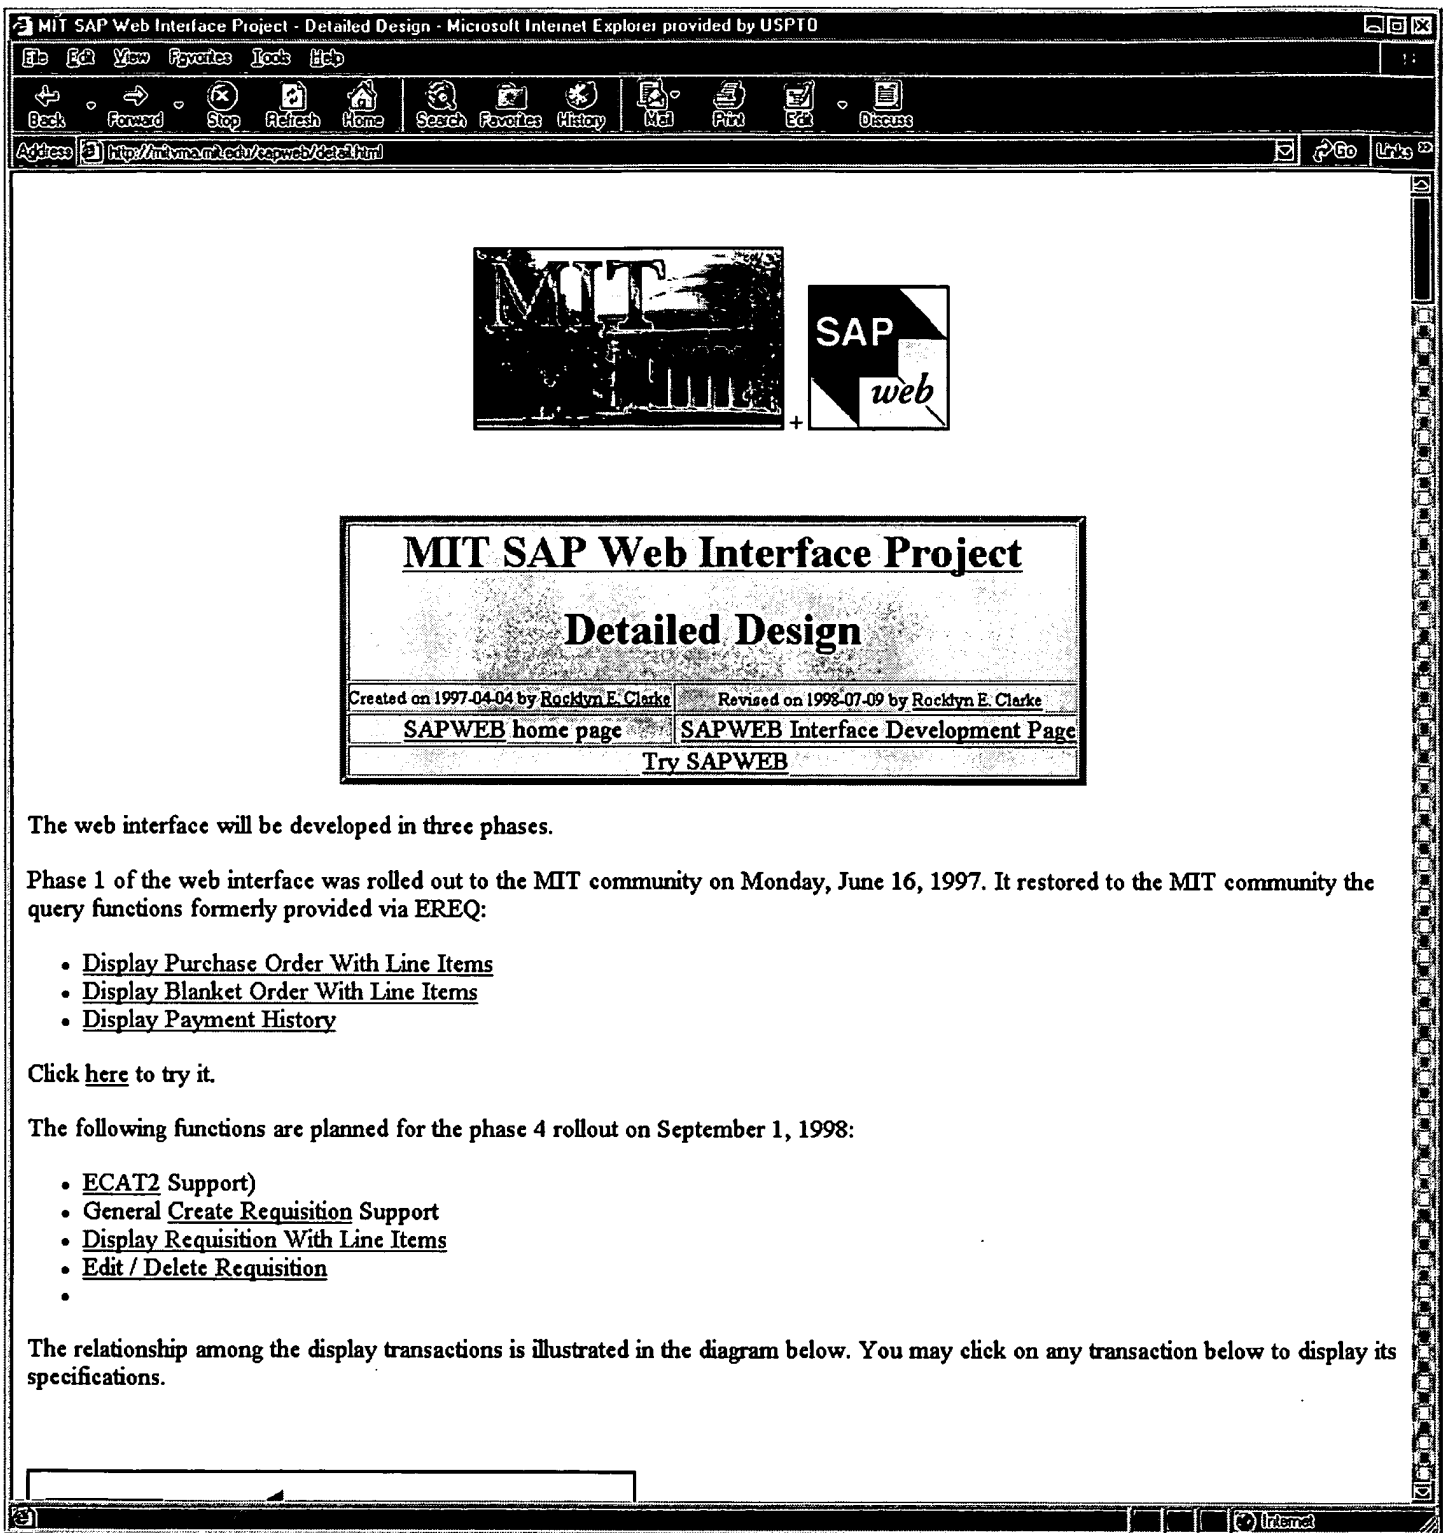 MIT SAP Web Interface Project - Detailed Design - Microsoft Internet Explorer provided by USPTO
File Edit View Favorites Tools Help
Back Forward Stop Refresh Home Search Favorites History Mail Print Edit Discuss
Address http://mitvma.mit.edu/sapweb/detail.html Go Links »
MIT
SAP
web
+
MIT SAP Web Interface Project
Detailed Design
Created on 1997-04-04 by Rocklyn E. Clarke Revised on 1998-07-09 by Rocklyn E. Clarke
SAPWEB home page SAPWEB Interface Development Page
Try SAPWEB
The web interface will be developed in three phases.
Phase 1 of the web interface was rolled out to the MIT community on Monday, June 16, 1997. It restored to the MIT community the
query functions formerly provided via EREQ:
• Display Purchase Order With Line Items
• Display Blanket Order With Line Items
• Display Payment History
Click here to try it.
The following functions are planned for the phase 4 rollout on September 1, 1998:
• ECAT2 Support)
• General Create Requisition Support
• Display Requisition With Line Items
• Edit / Delete Requisition
•
The relationship among the display transactions is illustrated in the diagram below. You may click on any transaction below to display its
specifications.
Internet